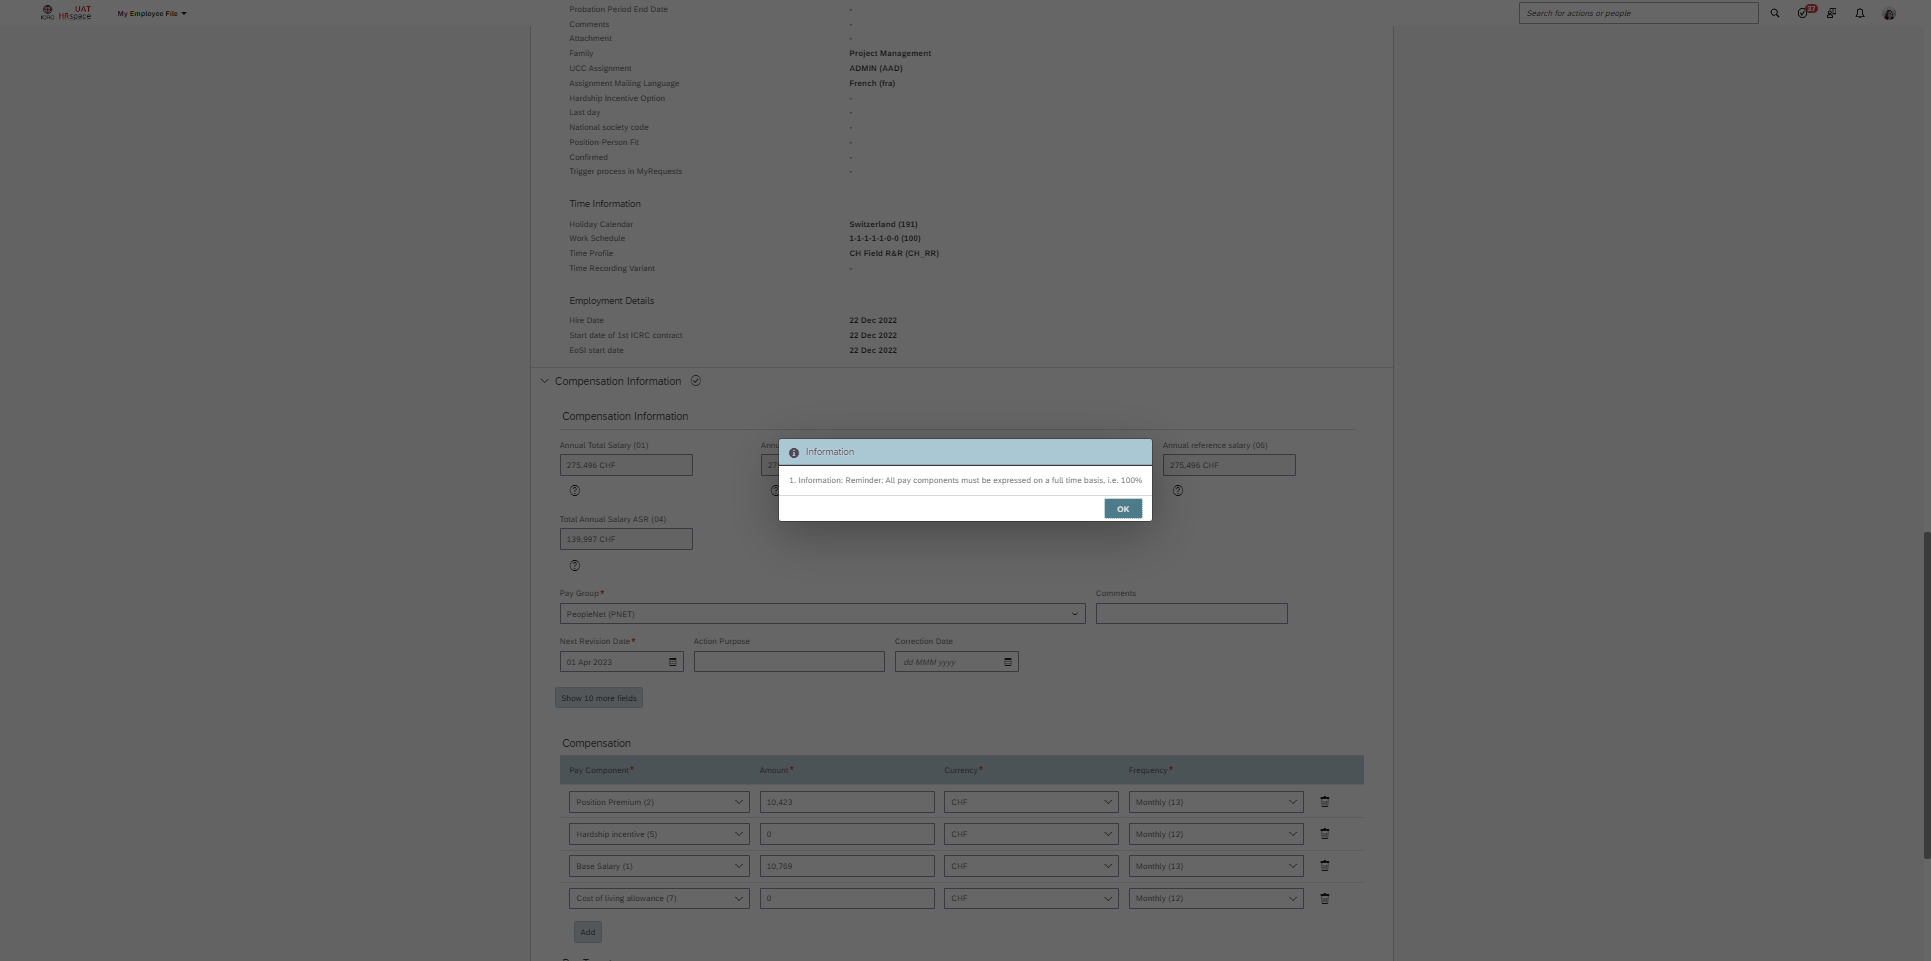 ICRC UAT HRspace My Employee File Search for actions or people 37
Probation Period End Date -
Comments -
Attachment -
Family Project Management
UCC Assignment ADMIN (AAD)
Assignment Mailing Language French (fra)
Hardship Incentive Option -
Last day -
National society code -
Position-Person Fit -
Confirmed -
Trigger process in MyRequests -
Time Information
Holiday Calendar Switzerland (191)
Work Schedule 1-1-1-1-1-0-0 (100)
Time Profile CH Field R&R (CH_RR)
Time Recording Variant -
Employment Details
Hire Date 22 Dec 2022
Start date of 1st ICRC contract 22 Dec 2022
EoSI start date 22 Dec 2022
Compensation Information
Compensation Information
Annual Total Salary (01) Annu Annual reference salary (06)
275,496 CHF 27 275,496 CHF
Information
1. Information: Reminder: All pay components must be expressed on a full time basis, i.e. 100%
OK
Total Annual Salary ASR (04)
139,997 CHF
Pay Group* Comments
PeopleNet (PNET)
Next Revision Date* Action Purpose Correction Date
01 Apr 2023 dd MMM yyyy
Show 10 more fields
Compensation
Pay Component* Amount* Currency* Frequency*
Position Premium (2) 10,423 CHF Monthly (13)
Hardship incentive (5) 0 CHF Monthly (12)
Base Salary (1) 10,769 CHF Monthly (13)
Cost of living allowance (7) 0 CHF Monthly (12)
Add